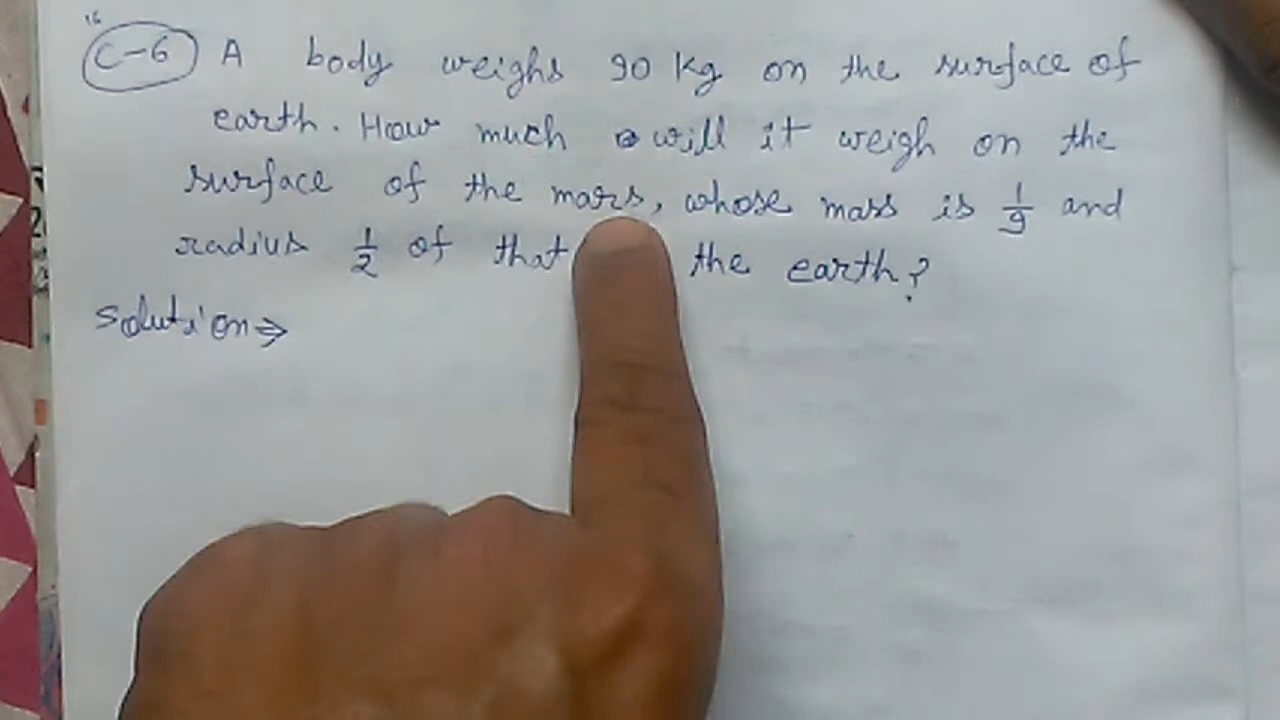 16
C-6 A body weighs 90 kg on the surface of
earth. How much will it weigh on the
surface of the mars, whose mass is 1/9 and
radius 1/2 of that the earth?
Solution ⇒